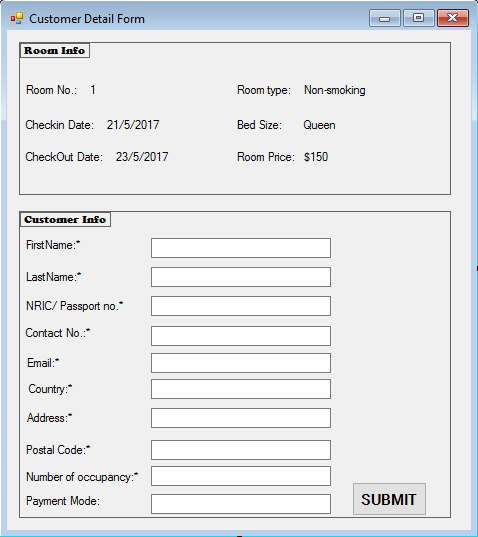 Customer Detail Form
Room Info
Room No.: 1 Room type: Non-smoking
Checkin Date: 21/5/2017 Bed Size: Queen
CheckOut Date: 23/5/2017 Room Price: $150
Customer Info
FirstName:*
LastName:*
NRIC/ Passport no.*
Contact No.:*
Email:*
Country:*
Address:*
Postal Code:*
Number of occupancy:*
Payment Mode:
SUBMIT